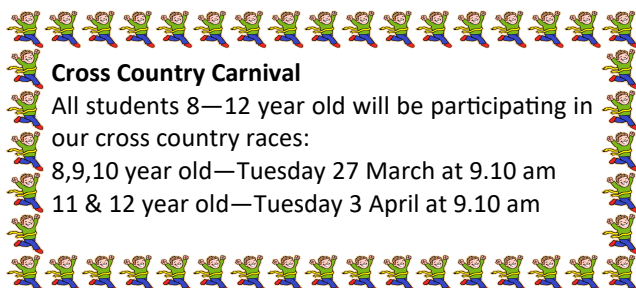 Cross Country Carnival
All students 8—12 year old will be participating in
our cross country races:
8,9,10 year old—Tuesday 27 March at 9.10 am
11 & 12 year old—Tuesday 3 April at 9.10 am